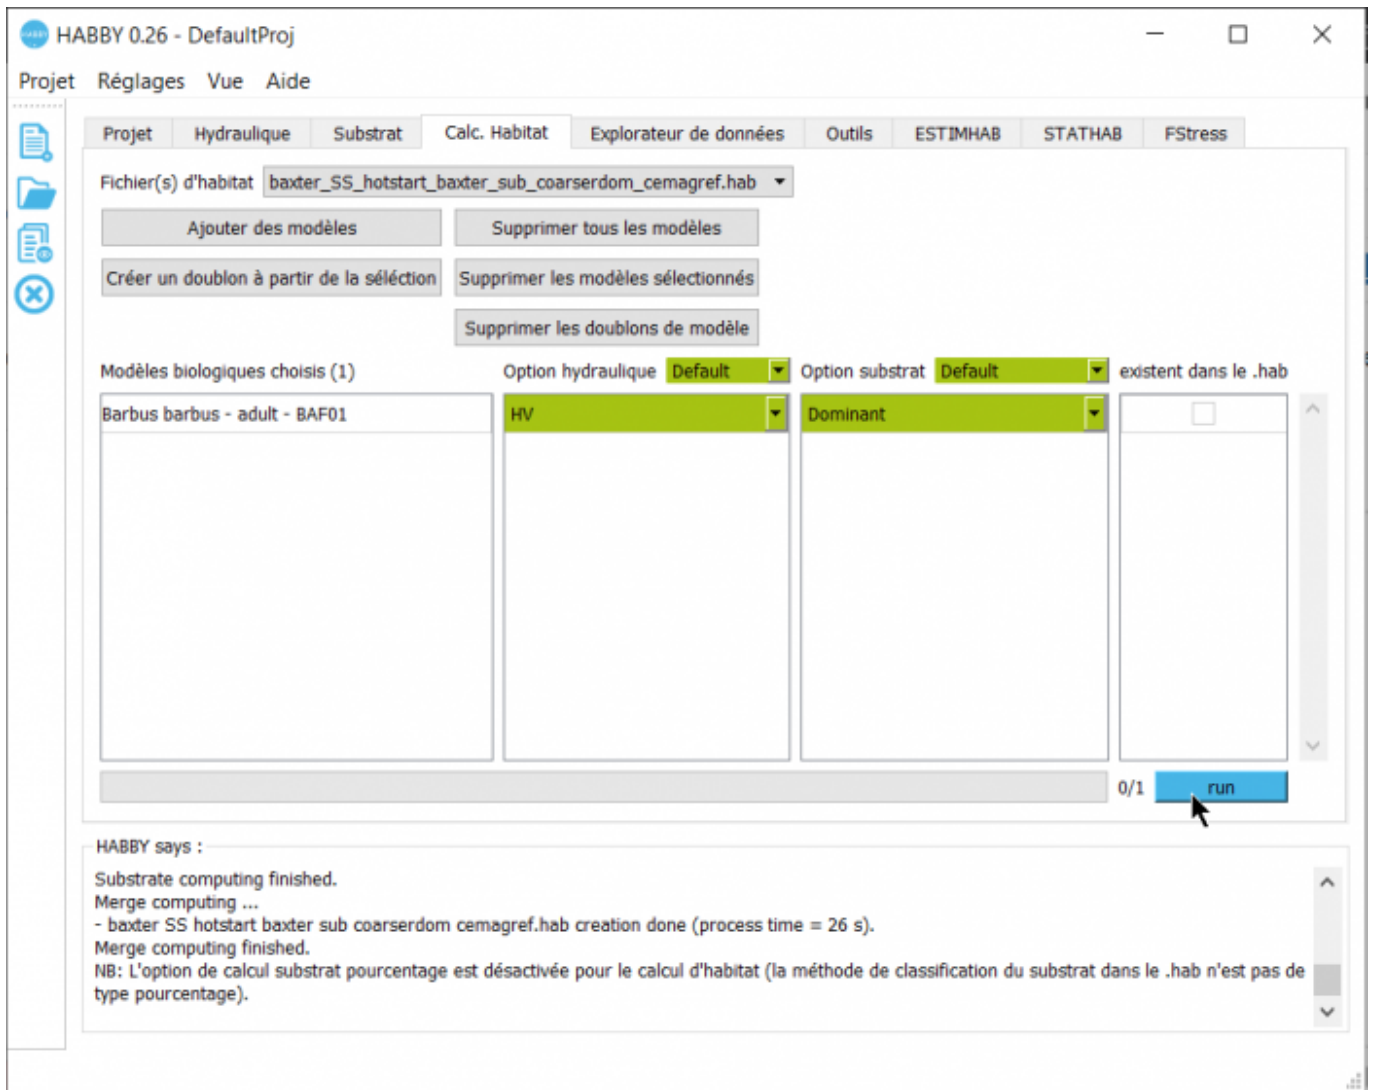 HABBY 0.26 - DefaultProj
Projet Réglages Vue Aide
Projet Hydraulique Substrat Calc. Habitat Explorateur de données Outils ESTIMHAB STATHAB FStress
Fichier(s) d'habitat baxter_SS_hotstart_baxter_sub_coarserdom_cemagref.hab
Ajouter des modèles Supprimer tous les modèles
Créer un doublon à partir de la séléction Supprimer les modèles sélectionnés
Supprimer les doublons de modèle
Modèles biologiques choisis (1) Option hydraulique Default Option substrat Default existent dans le .hab
Barbus barbus - adult - BAF01 HV Dominant
0/1 run
HABBY says :
Substrate computing finished.
Merge computing ...
- baxter SS hotstart baxter sub coarserdom cemagref.hab creation done (process time = 26 s).
Merge computing finished.
NB: L'option de calcul substrat pourcentage est désactivée pour le calcul d'habitat (la méthode de classification du substrat dans le .hab n'est pas de
type pourcentage).